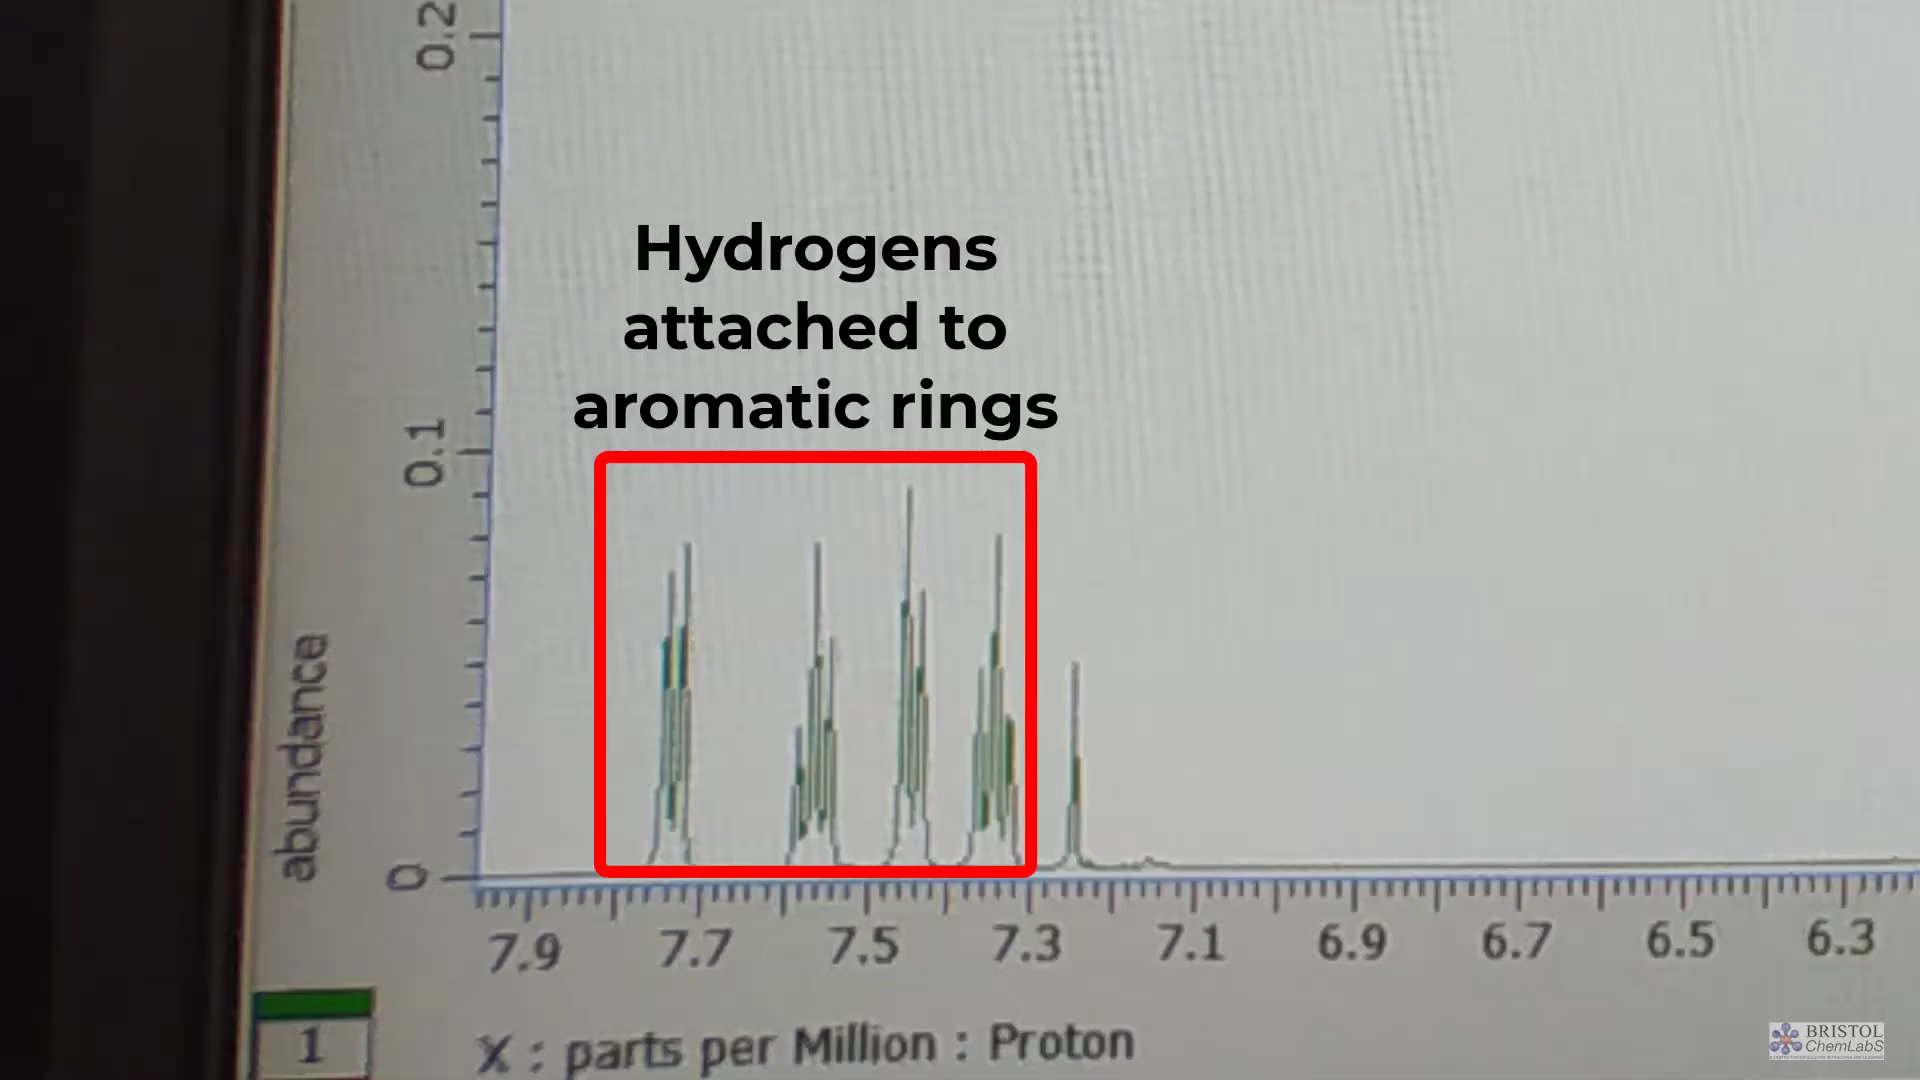 0.2
Hydrogens
attached to
aromatic rings
0.1
abundance
0
7.9 7.7 7.5 7.3 7.1 6.9 6.7 6.5 6.3
1
X : parts per Million : Proton
BRISTOL
ChemLabS